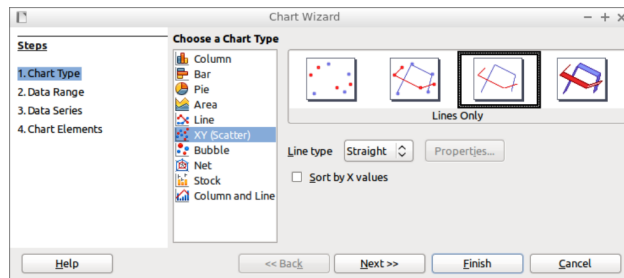 Chart Wizard
Steps
1. Chart Type
2. Data Range
3. Data Series
4. Chart Elements
Choose a Chart Type
Column
Bar
Pie
Area
Line
XY (Scatter)
Bubble
Net
Stock
Column and Line
Lines Only
Line type Straight Properties...
Sort by X values
Help << Back Next >> Finish Cancel